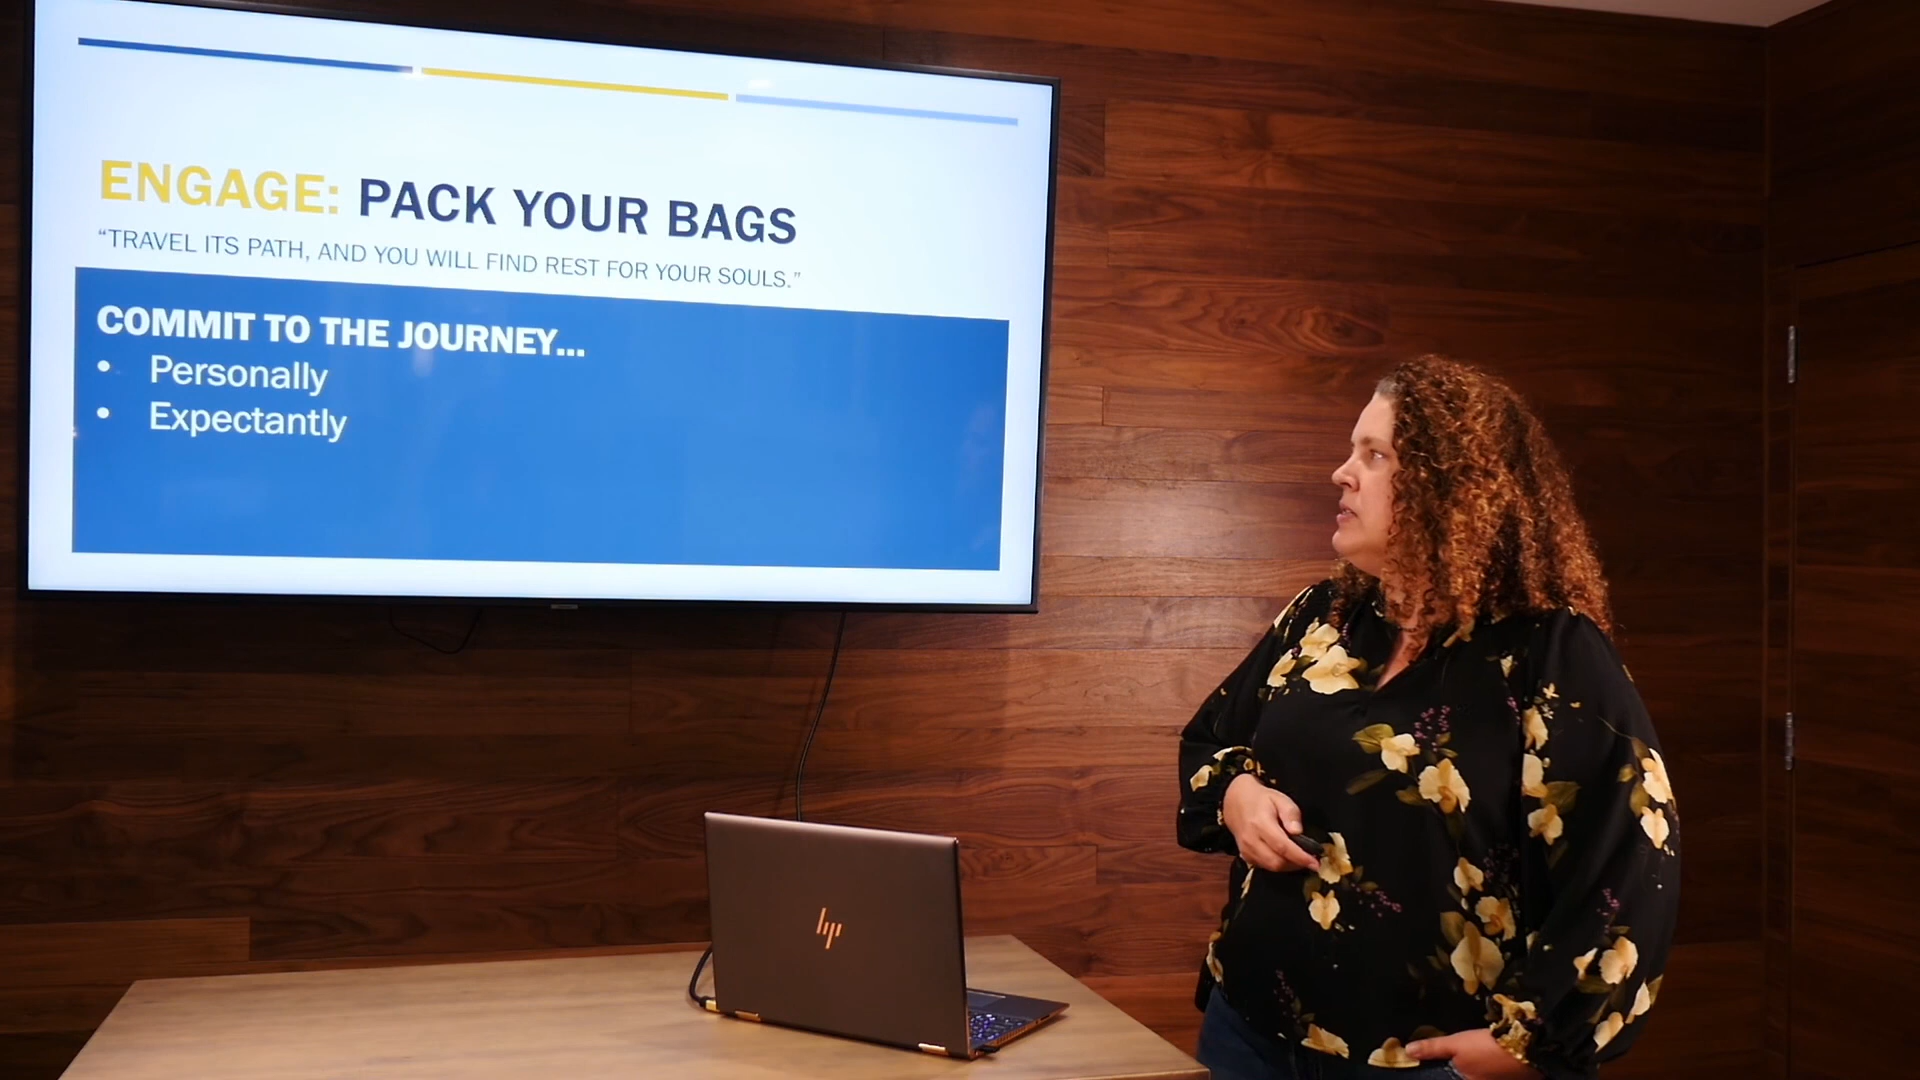 ENGAGE: PACK YOUR BAGS
“TRAVEL ITS PATH, AND YOU WILL FIND REST FOR YOUR SOULS.”
COMMIT TO THE JOURNEY...
• Personally
• Expectantly
hp